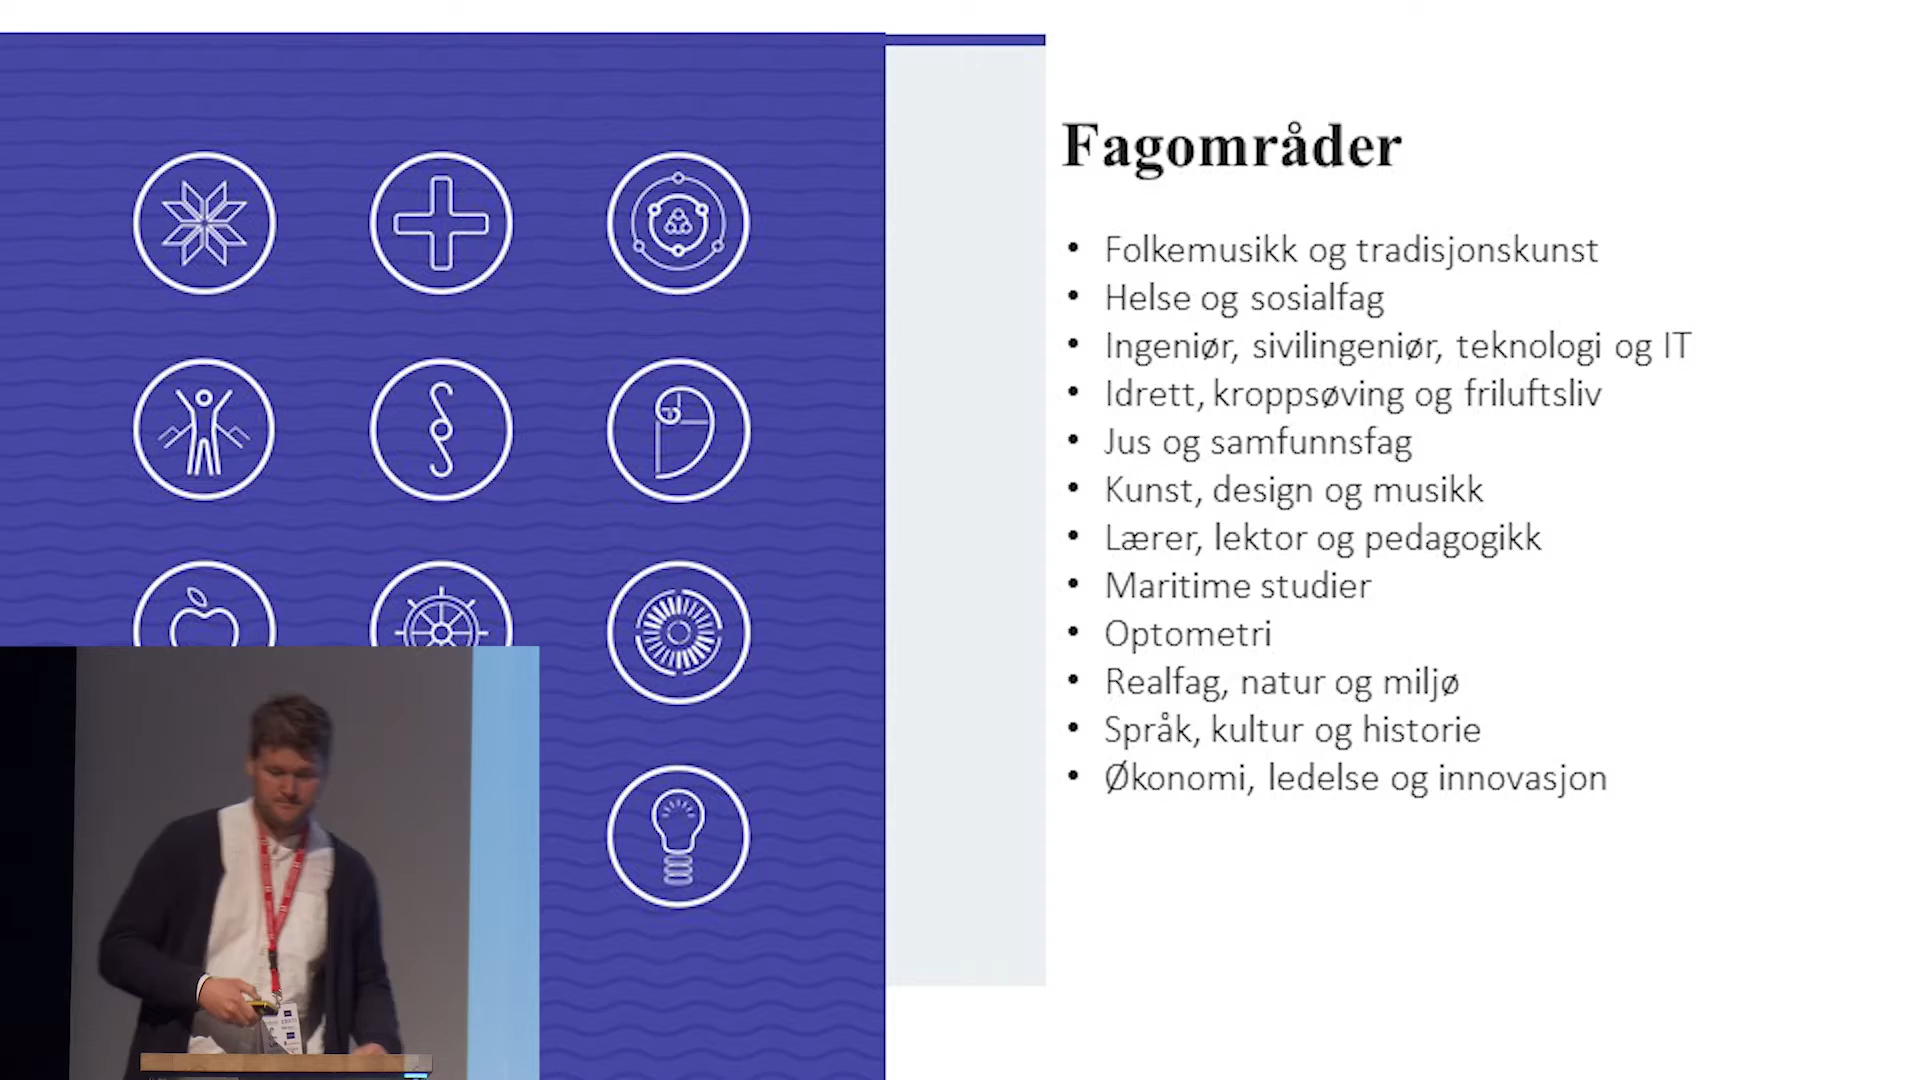 Fagområder
• Folkemusikk og tradisjonskunst
• Helse og sosialfag
• Ingeniør, sivilingeniør, teknologi og IT
• Idrett, kroppsøving og friluftsliv
• Jus og samfunnsfag
• Kunst, design og musikk
• Lærer, lektor og pedagogikk
• Maritime studier
• Optometri
• Realfag, natur og miljø
• Språk, kultur og historie
• Økonomi, ledelse og innovasjon